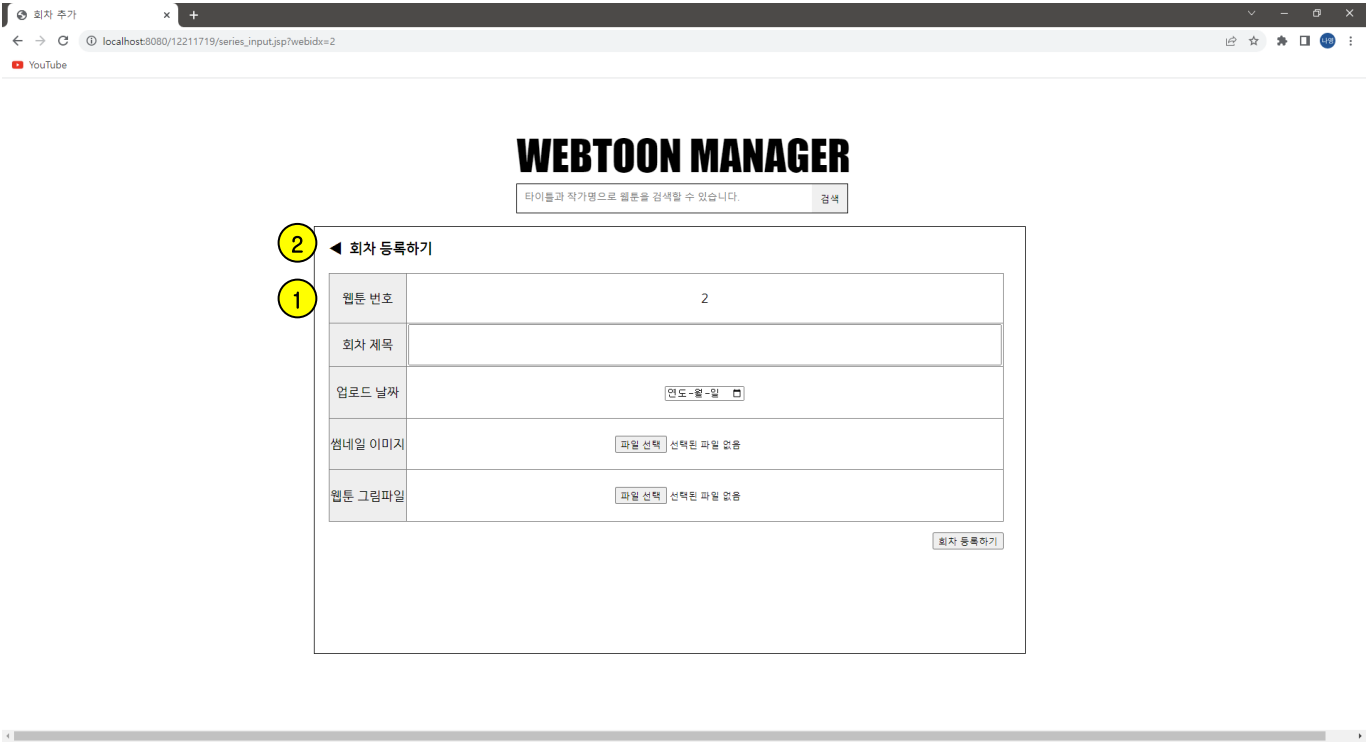 회차 추가
localhost:8080/12211719/series_input.jsp?webidx=2
나영
YouTube
WEBTOON MANAGER
타이틀과 작가명으로 웹툰을 검색할 수 있습니다. 검색
2 ◀ 회차 등록하기
1 웹툰 번호 2
회차 제목
업로드 날짜 연도-월-일
썸네일 이미지 파일 선택 선택된 파일 없음
웹툰 그림파일 파일 선택 선택된 파일 없음
회차 등록하기